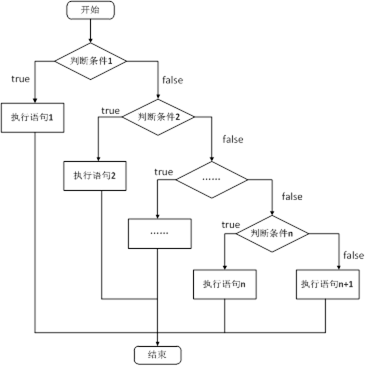 开始
判断条件1
true
false
执行语句1
判断条件2
true
false
执行语句2
……
true
false
……
判断条件n
true
false
执行语句n
执行语句n+1
结束